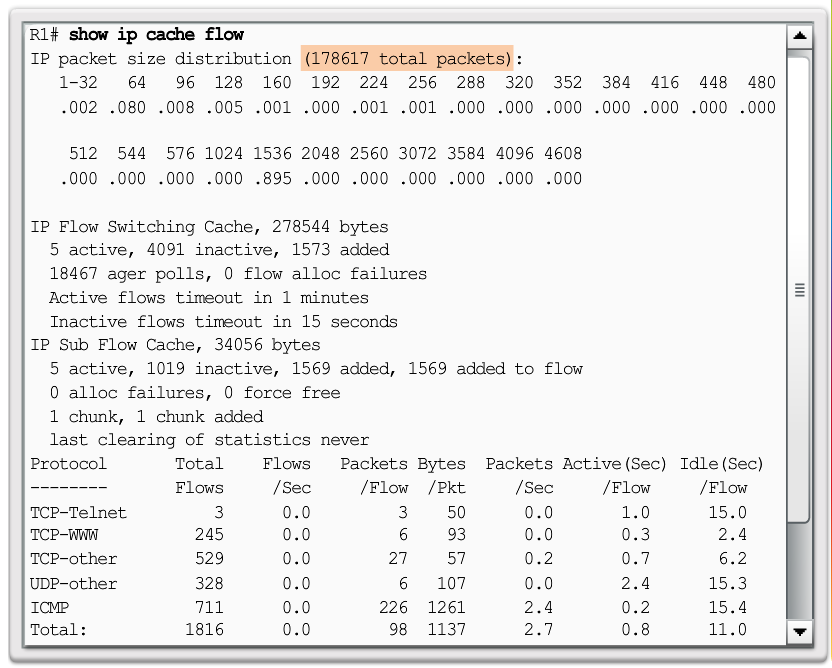 R1# show ip cache flow
IP packet size distribution (178617 total packets):
1-32 64 96 128 160 192 224 256 288 320 352 384 416 448 480
.002 .080 .008 .005 .001 .000 .001 .001 .000 .000 .000 .000 .000 .000 .000
512 544 576 1024 1536 2048 2560 3072 3584 4096 4608
.000 .000 .000 .000 .895 .000 .000 .000 .000 .000 .000
IP Flow Switching Cache, 278544 bytes
5 active, 4091 inactive, 1573 added
18467 ager polls, 0 flow alloc failures
Active flows timeout in 1 minutes
Inactive flows timeout in 15 seconds
IP Sub Flow Cache, 34056 bytes
5 active, 1019 inactive, 1569 added, 1569 added to flow
0 alloc failures, 0 force free
1 chunk, 1 chunk added
last clearing of statistics never
Protocol Total Flows Packets Bytes Packets Active(Sec) Idle(Sec)
-------- Flows /Sec /Flow /Pkt /Sec /Flow /Flow
TCP-Telnet 3 0.0 3 50 0.0 1.0 15.0
TCP-WWW 245 0.0 6 93 0.0 0.3 2.4
TCP-other 529 0.0 27 57 0.2 0.7 6.2
UDP-other 328 0.0 6 107 0.0 2.4 15.3
ICMP 711 0.0 226 1261 2.4 0.2 15.4
Total: 1816 0.0 98 1137 2.7 0.8 11.0